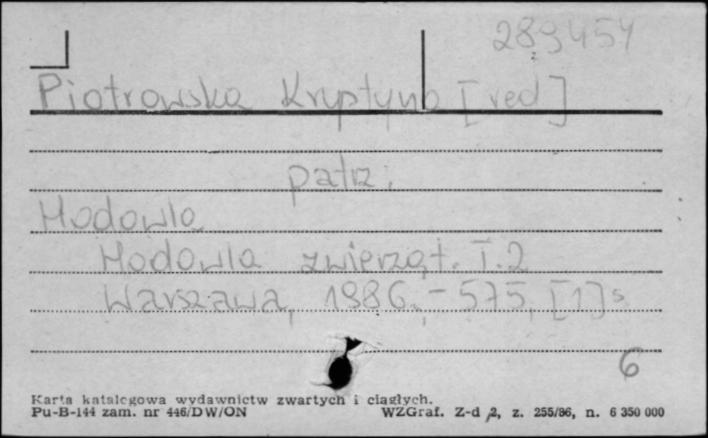 289454
Piotrowska Krystyna [red]
patrz:
Hodowla
Hodowla zwierząt. T.2
Warszawa, 1986. - 575, [1] s
6
Karta katalogowa wydawnictw zwartych i ciągłych.
Pu-B-144 zam. nr 446/DW/ON WZGraf. Z-d 2, z. 255/86, n. 6 350 000